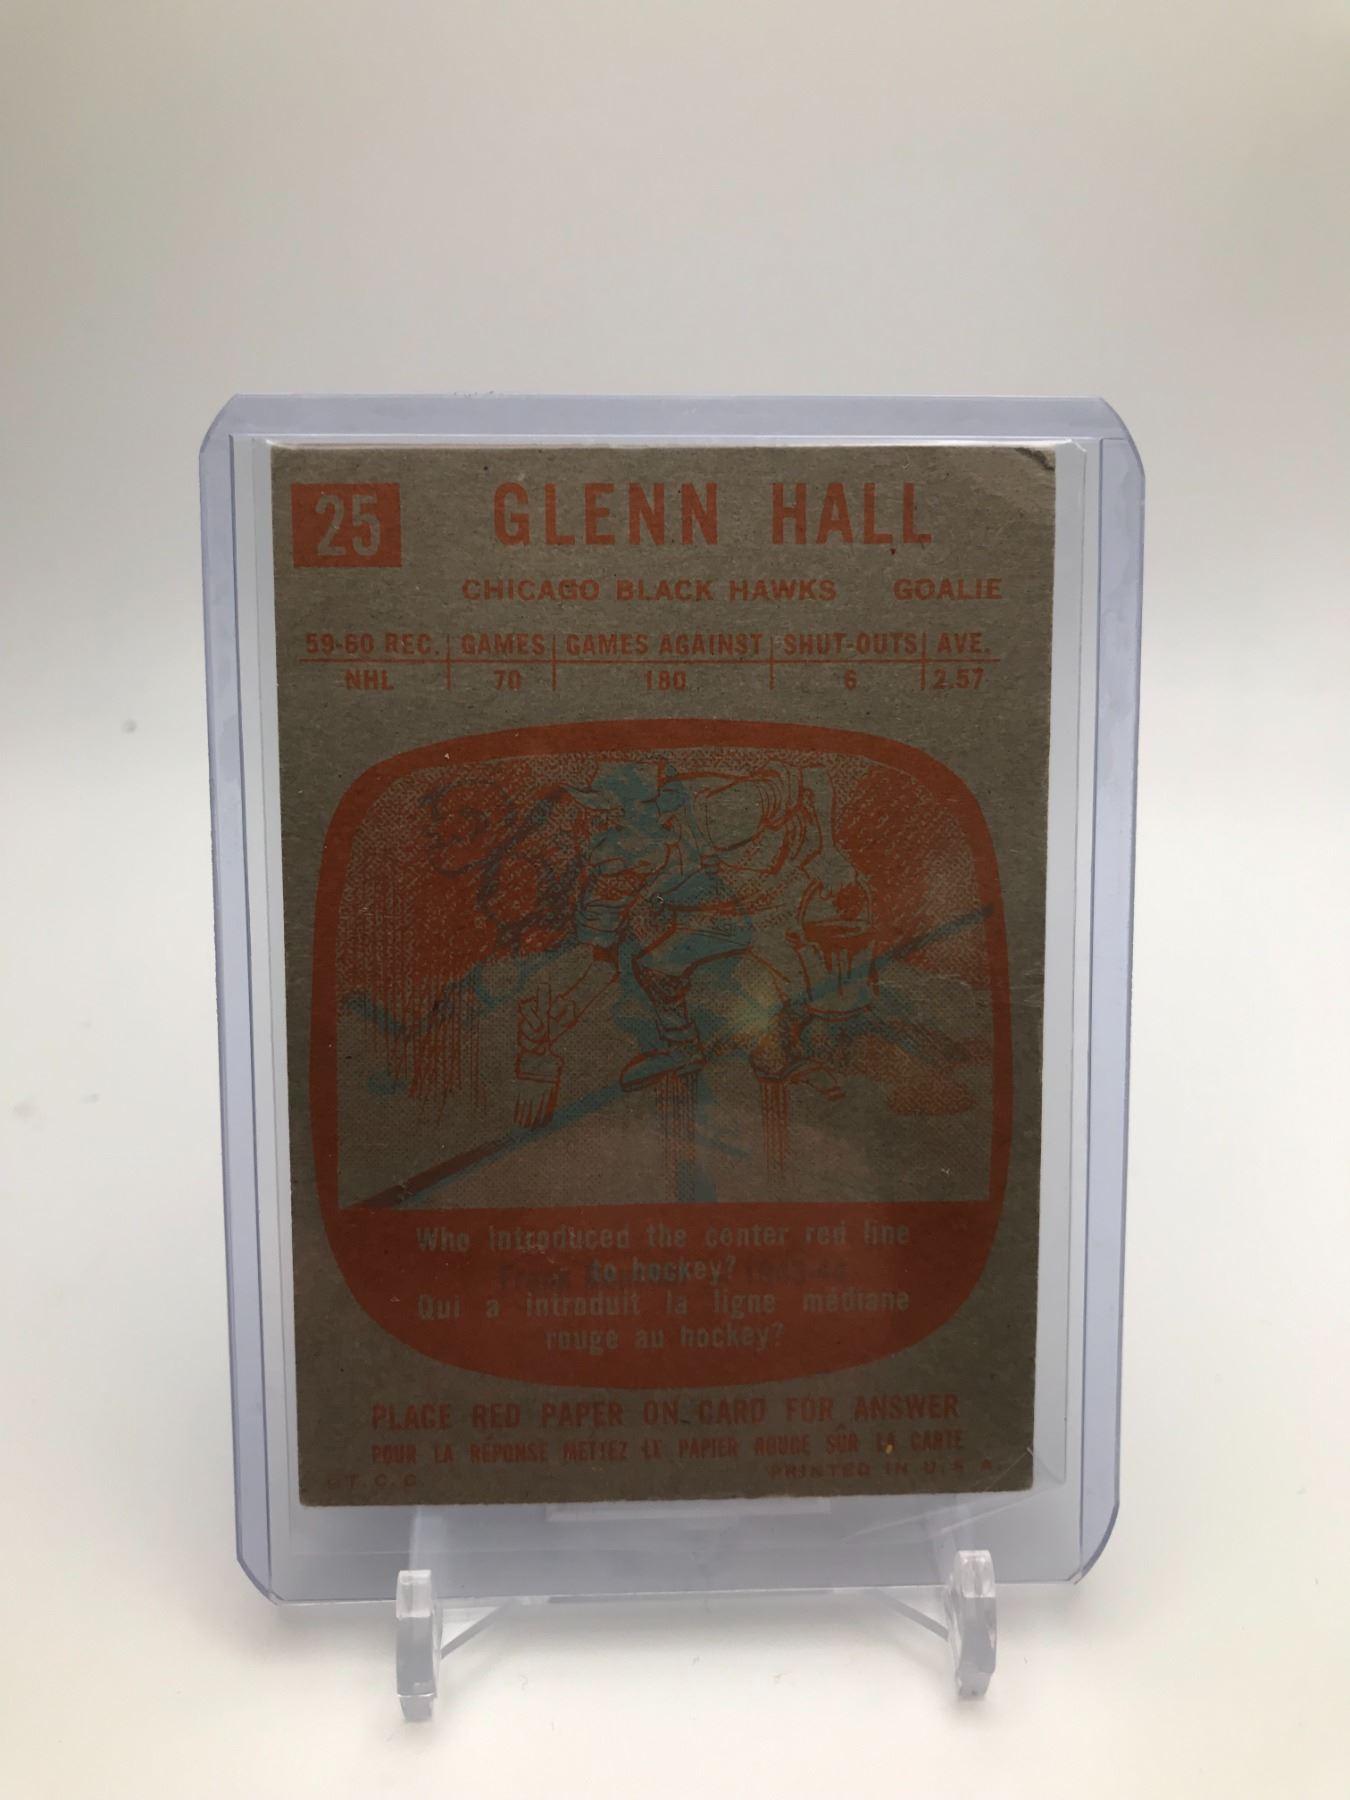 25
GLENN HALL
CHICAGO BLACK HAWKS GOALIE
59-60 REC. GAMES GAMES AGAINST SHUT-OUTS AVE.
NHL 70 180 6 2.57
Who introduced the center red line
to hockey?
Qui a introduit la ligne médiane
rouge au hockey?
PLACE RED PAPER ON CARD FOR ANSWER
POUR LA RÉPONSE METTEZ LE PAPIER ROUGE SÛR LA CARTE
©T.C.G. PRINTED IN U.S.A.